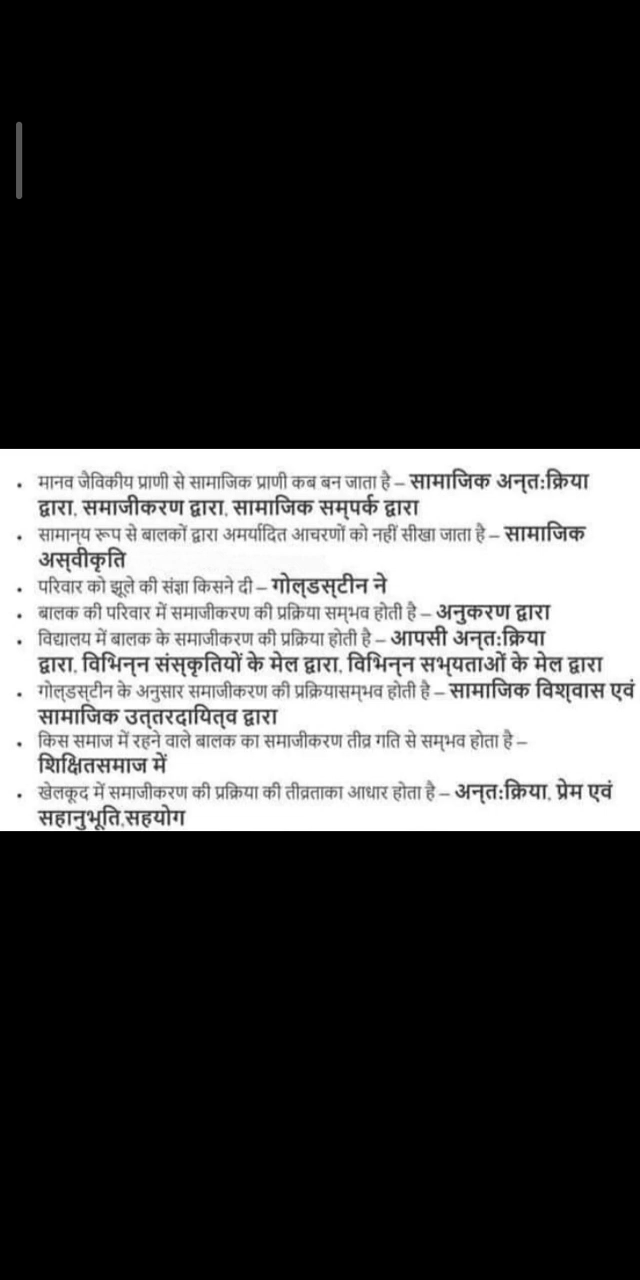 • मानव जैविकीय प्राणी से सामाजिक प्राणी कब बन जाता है – सामाजिक अन्‌त:क्रिया
द्वारा, समाजीकरण द्वारा, सामाजिक सम्‌पर्क द्वारा
• सामान्‌य रूप से बालकों द्वारा अमर्यादित आचरणों को नहीं सीखा जाता है – सामाजिक
अस्‌वीकृति
• परिवार को झूले की संज्ञा किसने दी – गोल्‌डस्‌टीन ने
• बालक की परिवार में समाजीकरण की प्रक्रिया सम्‌भव होती है – अनुकरण द्वारा
• विद्यालय में बालक के समाजीकरण की प्रक्रिया होती है – आपसी अन्‌त:क्रिया
द्वारा, विभिन्‌न संस्‌कृतियों के मेल द्वारा, विभिन्‌न सभ्‌यताओं के मेल द्वारा
• गोल्‌डस्‌टीन के अनुसार समाजीकरण की प्रक्रियासम्‌भव होती है – सामाजिक विश्‌वास एवं
सामाजिक उत्‌तरदायित्‌व द्वारा
• किस समाज में रहने वाले बालक का समाजीकरण तीव्र गति से सम्‌भव होता है –
शिक्षितसमाज में
• खेलकूद में समाजीकरण की प्रक्रिया की तीव्रताका आधार होता है – अन्‌त:क्रिया, प्रेम एवं
सहानुभूति,सहयोग